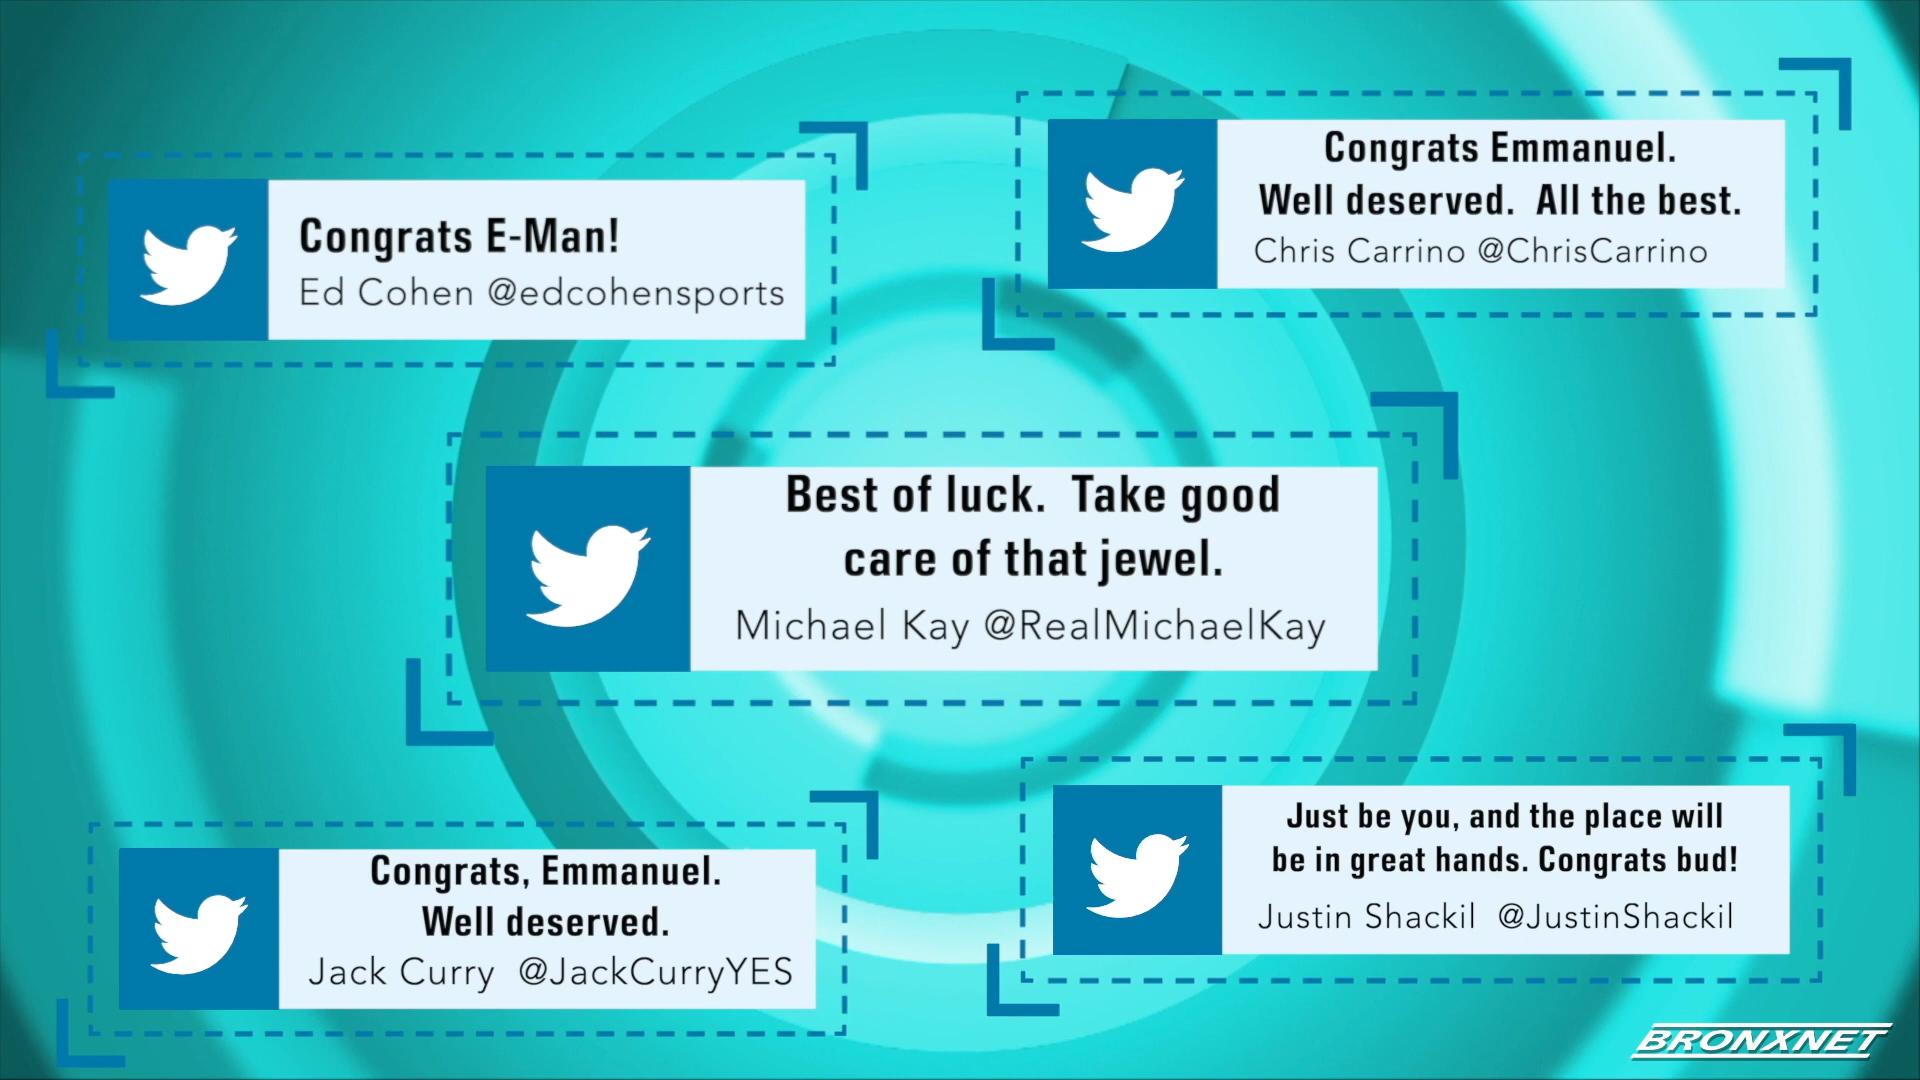 Congrats E-Man!
Ed Cohen @edcohensports
Congrats Emmanuel.
Well deserved.  All the best.
Chris Carrino @ChrisCarrino
Best of luck.  Take good
care of that jewel.
Michael Kay @RealMichaelKay
Congrats, Emmanuel.
Well deserved.
Jack Curry  @JackCurryYES
Just be you, and the place will
be in great hands. Congrats bud!
Justin Shackil  @JustinShackil
BRONXNET